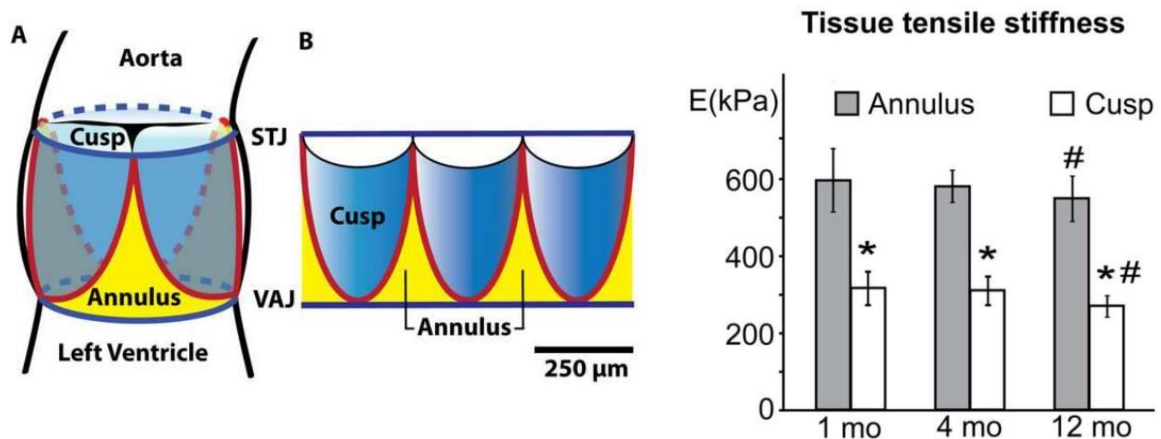 A
Aorta
Cusp
STJ
Annulus
VAJ
Left Ventricle
B
Cusp
Annulus
250 µm
Tissue tensile stiffness
E(kPa)
Annulus
Cusp
600
400
200
0
#
*
*
*#
1 mo
4 mo
12 mo